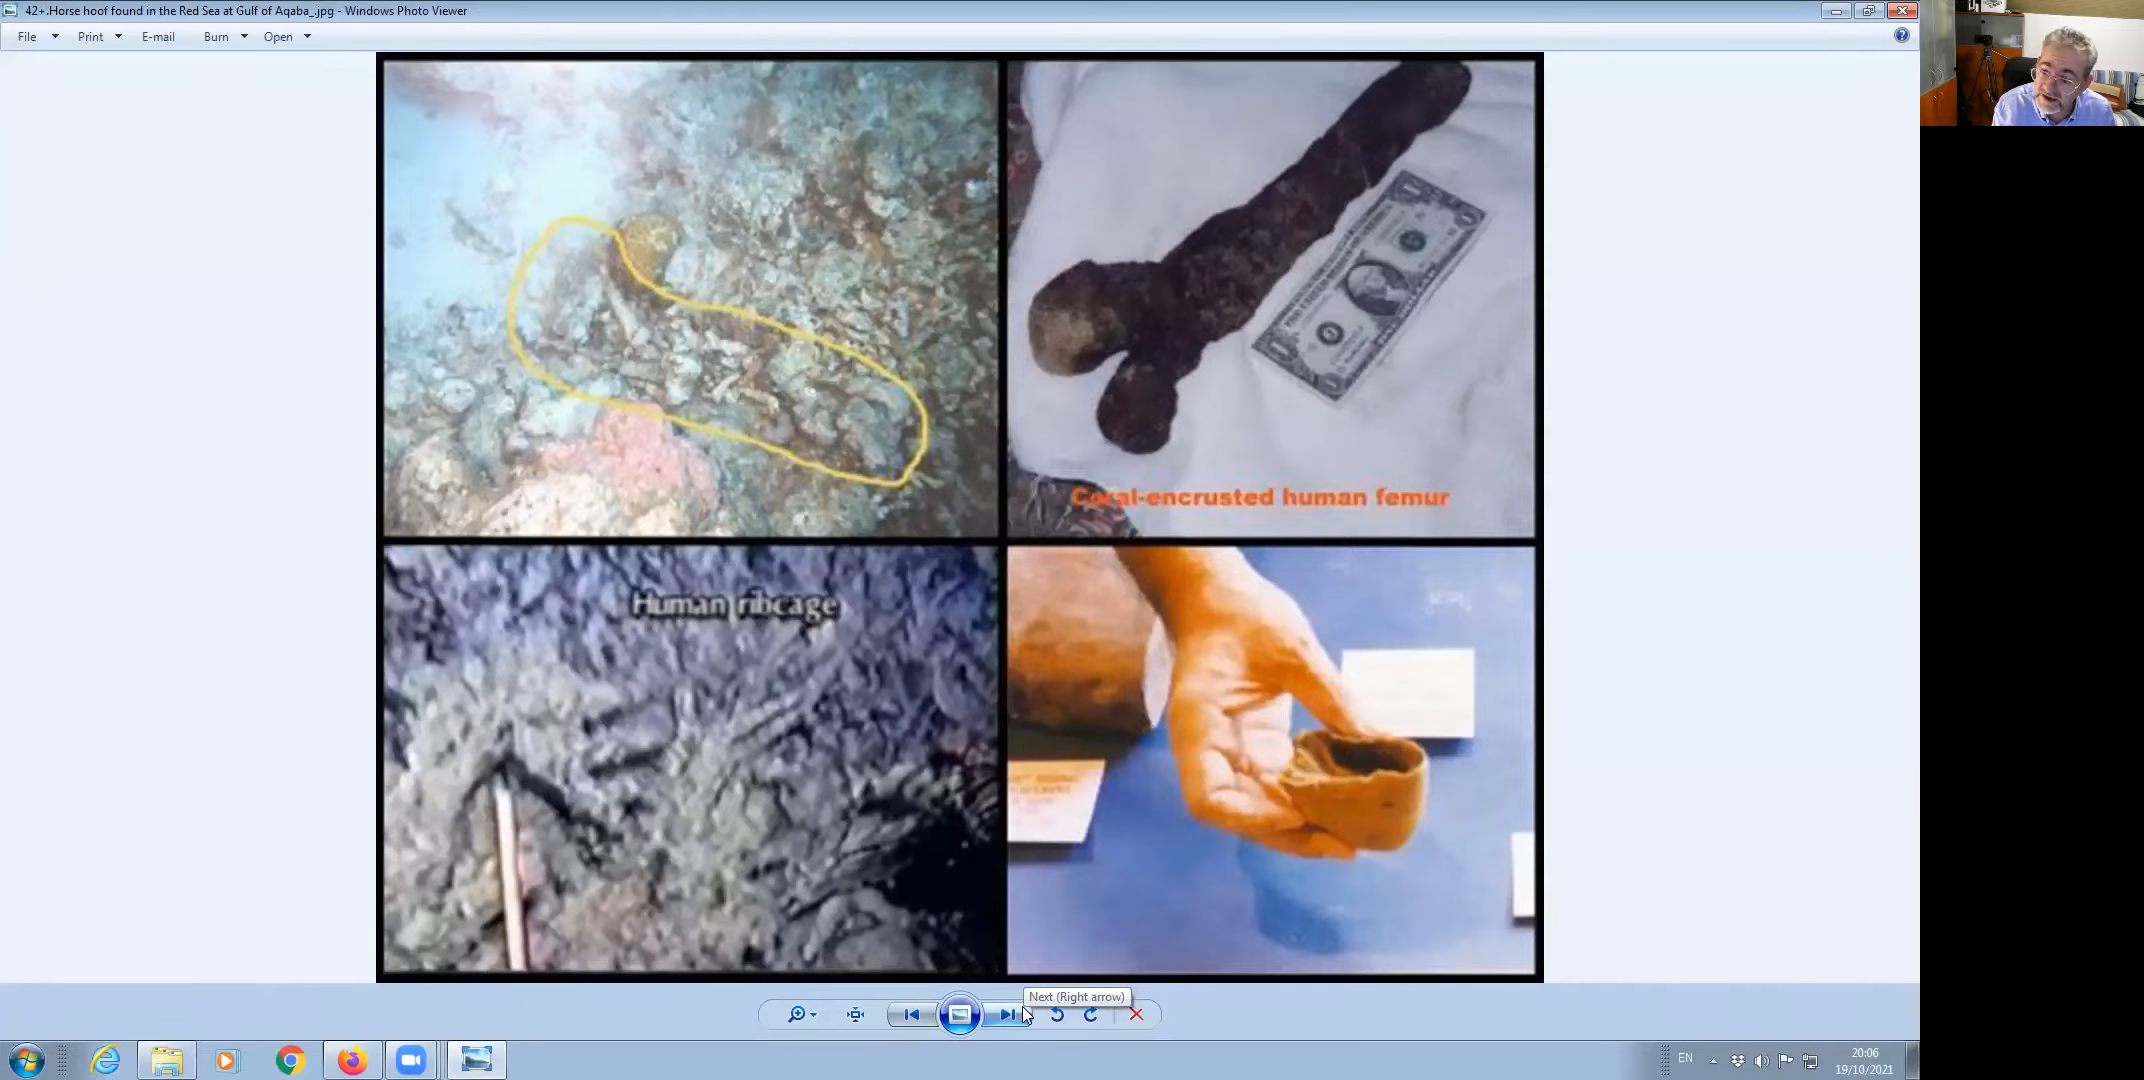 42+.Horse hoof found in the Red Sea at Gulf of Aqaba_.jpg - Windows Photo Viewer
File Print E-mail Burn Open
Coral-encrusted human femur
Human ribcage
Next (Right arrow)
EN
20:06
19/10/2021